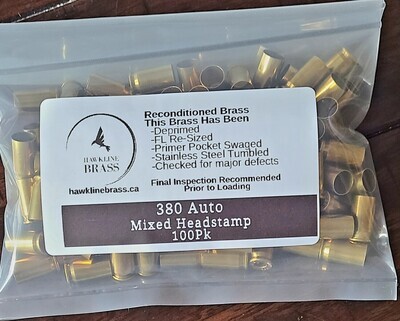 HAWKLINE
BRASS
hawklinebrass.ca
Reconditioned Brass
This Brass Has Been
-Deprimed
-FL Re-Sized
-Primer Pocket Swaged
-Stainless Steel Tumbled
-Checked for major defects
Final Inspection Recommended
Prior to Loading
380 Auto
Mixed Headstamp
100Pk